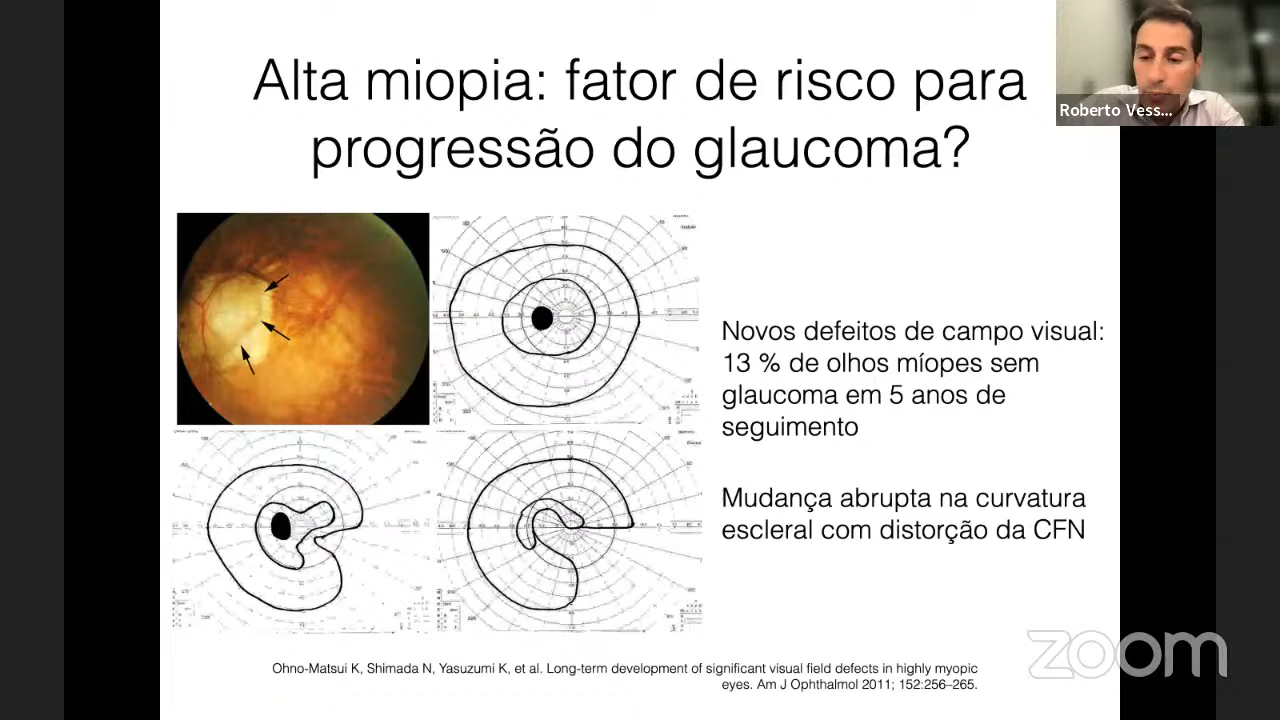 Alta miopia: fator de risco para
progressão do glaucoma?
Roberto Vess...
Novos defeitos de campo visual:
13 % de olhos míopes sem
glaucoma em 5 anos de
seguimento
Mudança abrupta na curvatura
escleral com distorção da CFN
Ohno-Matsui K, Shimada N, Yasuzumi K, et al. Long-term development of significant visual field defects in highly myopic
eyes. Am J Ophthalmol 2011; 152:256–265.
zoom